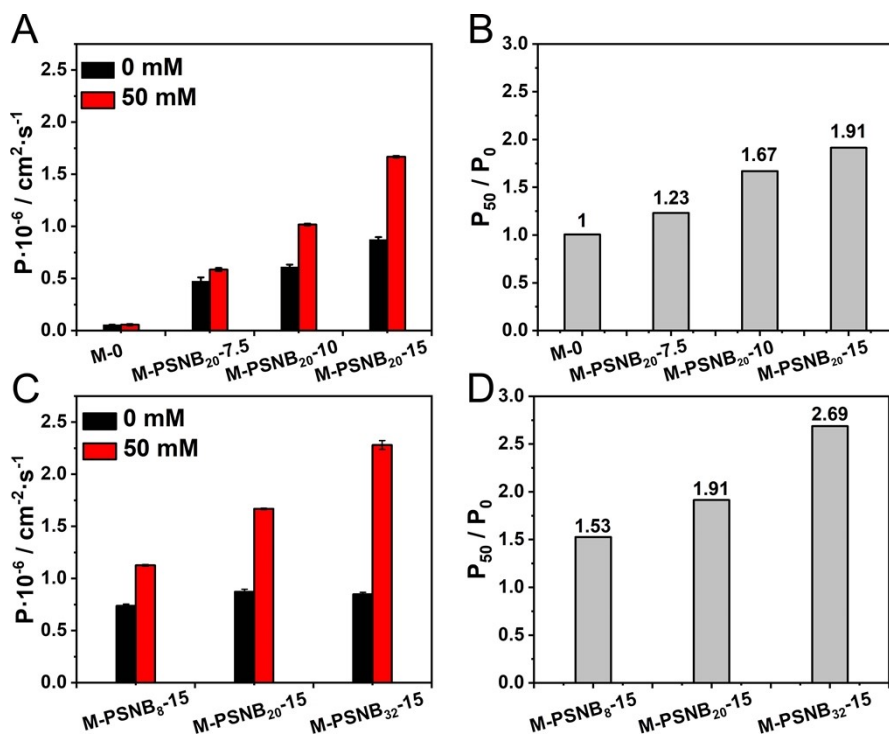 A
P·10⁻⁶ / cm²·s⁻¹
2.5
2.0
1.5
1.0
0.5
0.0
0 mM
50 mM
M-0
M-PSNB₂₀-7.5
M-PSNB₂₀-10
M-PSNB₂₀-15
B
P₅₀ / P₀
3.0
2.5
2.0
1.5
1.0
0.5
0.0
1
1.23
1.67
1.91
M-0
M-PSNB₂₀-7.5
M-PSNB₂₀-10
M-PSNB₂₀-15
C
P·10⁻⁶ / cm⁻²·s⁻¹
2.5
2.0
1.5
1.0
0.5
0.0
0 mM
50 mM
M-PSNB₈-15
M-PSNB₂₀-15
M-PSNB₃₂-15
D
P₅₀ / P₀
3.0
2.5
2.0
1.5
1.0
0.5
0.0
1.53
1.91
2.69
M-PSNB₈-15
M-PSNB₂₀-15
M-PSNB₃₂-15